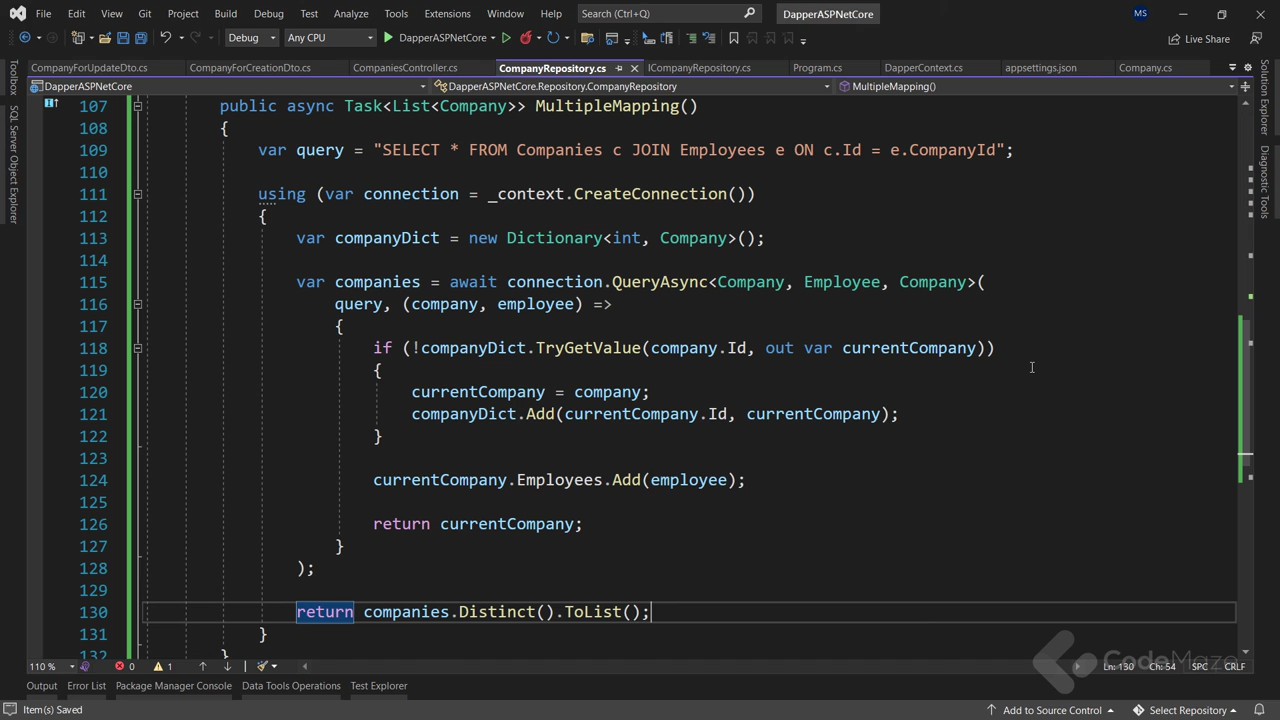 File Edit View Git Project Build Debug Test Analyze Tools Extensions Window Help Search (Ctrl+Q) DapperASPNetCore MS
Debug Any CPU DapperASPNetCore Live Share
CompanyForUpdateDto.cs CompanyForCreationDto.cs CompaniesController.cs CompanyRepository.cs ICompanyRepository.cs Program.cs DapperContext.cs appsettings.json Company.cs
DapperASPNetCore DapperASPNetCore.Repository.CompanyRepository MultipleMapping()
Toolbox
SQL Server Object Explorer
Solution Explorer
Diagnostic Tools
107 public async Task<List<Company>> MultipleMapping()
108 {
109 var query = "SELECT * FROM Companies c JOIN Employees e ON c.Id = e.CompanyId";
110
111 using (var connection = _context.CreateConnection())
112 {
113 var companyDict = new Dictionary<int, Company>();
114
115 var companies = await connection.QueryAsync<Company, Employee, Company>(
116 query, (company, employee) =>
117 {
118 if (!companyDict.TryGetValue(company.Id, out var currentCompany))
119 {
120 currentCompany = company;
121 companyDict.Add(currentCompany.Id, currentCompany);
122 }
123
124 currentCompany.Employees.Add(employee);
125
126 return currentCompany;
127 }
128 );
129
130 return companies.Distinct().ToList();
131 }
132 }
CodeMaze
110 % 0 1 Ln: 130 Ch: 54 SPC CRLF
Output Error List Package Manager Console Data Tools Operations Test Explorer
Item(s) Saved Add to Source Control Select Repository